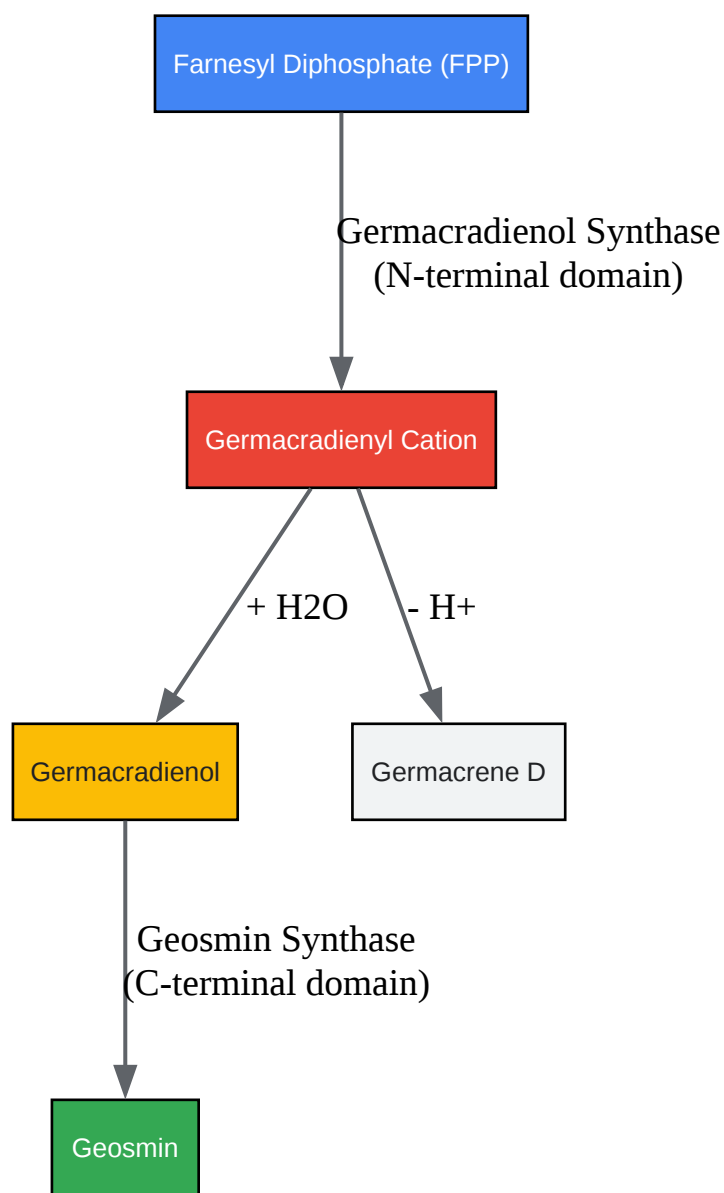 Farnesyl Diphosphate (FPP)
Germacradienol Synthase
(N-terminal domain)
Germacradienyl Cation
+ H2O
- H+
Germacradienol
Germacrene D
Geosmin Synthase
(C-terminal domain)
Geosmin